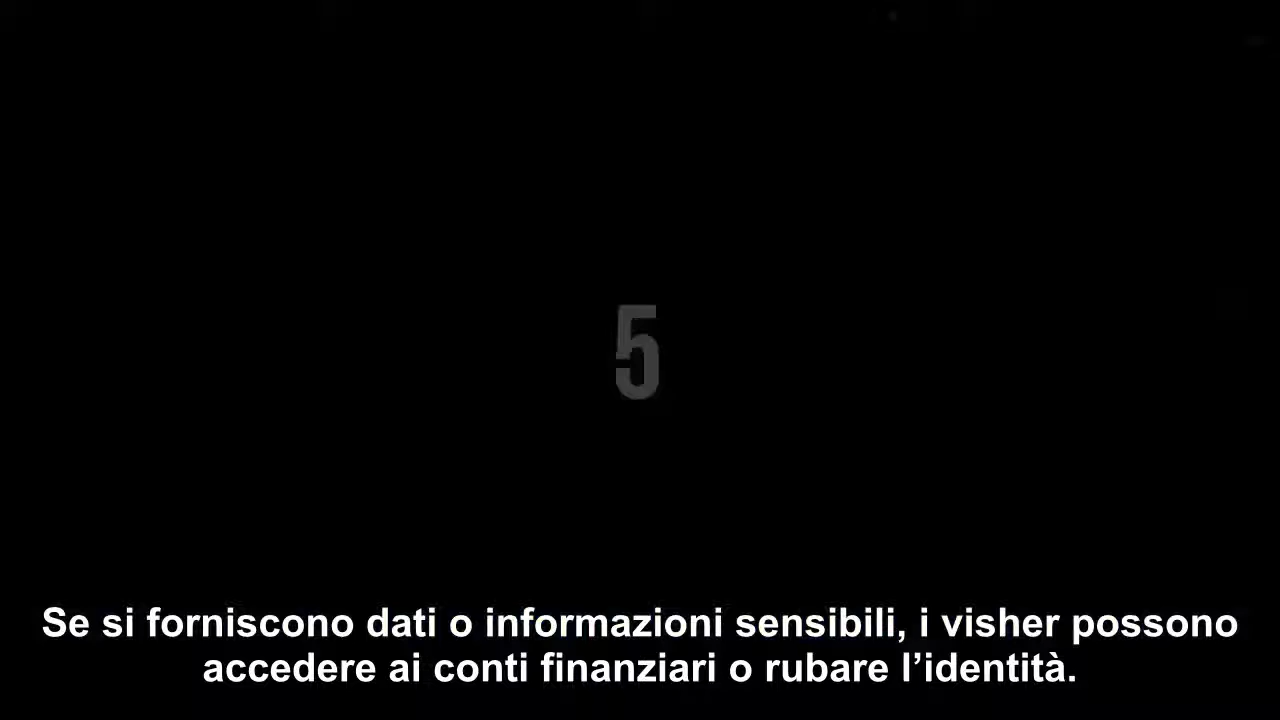 5
Se si forniscono dati o informazioni sensibili, i visher possono
accedere ai conti finanziari o rubare l’identità.